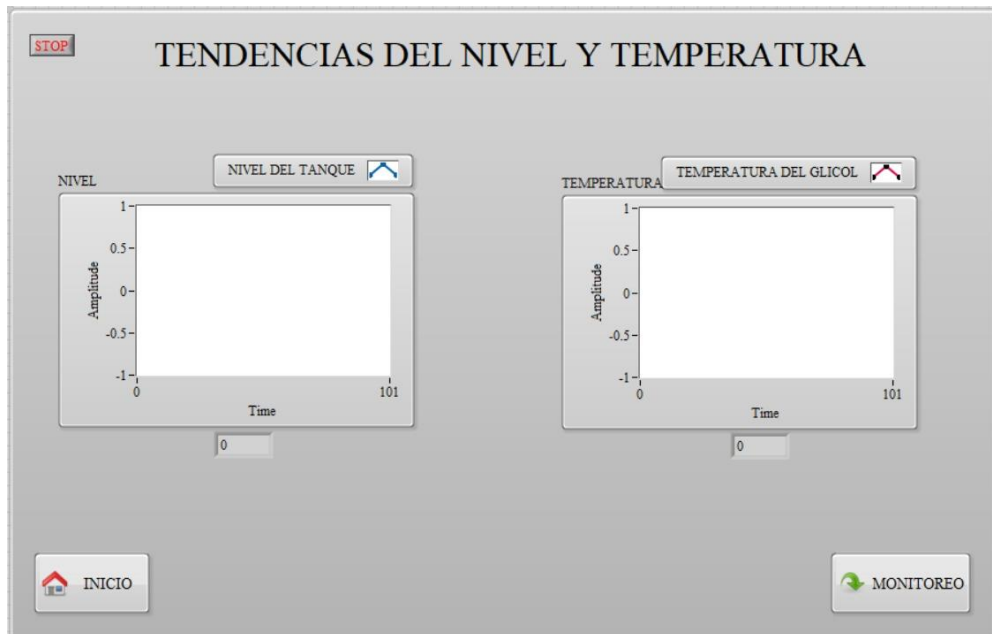 STOP
TENDENCIAS DEL NIVEL Y TEMPERATURA
NIVEL
NIVEL DEL TANQUE
1
0.5
0
-0.5
-1
Amplitude
0
101
Time
0
TEMPERATURA
TEMPERATURA DEL GLICOL
1
0.5
0
-0.5
-1
Amplitude
0
101
Time
0
INICIO
MONITOREO